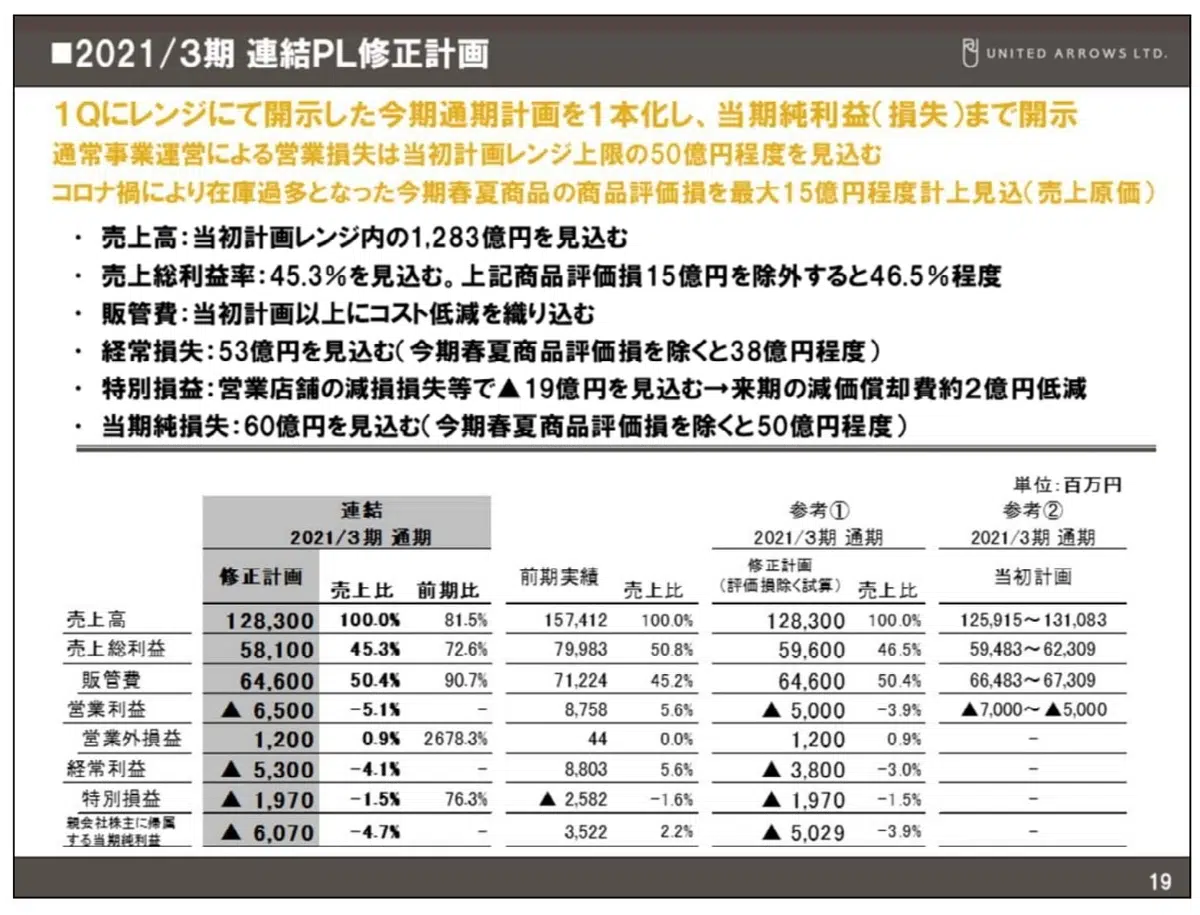 ■2021/3期 連結PL修正計画
UNITED ARROWS LTD.
1Qにレンジにて開示した今期通期計画を1本化し、当期純利益(損失)まで開示
通常事業運営による営業損失は当初計画レンジ上限の50億円程度を見込む
コロナ禍により在庫過多となった今期春夏商品の商品評価損を最大15億円程度計上見込(売上原価)
・ 売上高:当初計画レンジ内の1,283億円を見込む
・ 売上総利益率:45.3%を見込む。上記商品評価損15億円を除外すると46.5%程度
・ 販管費:当初計画以上にコスト低減を織り込む
・ 経常損失:53億円を見込む(今期春夏商品評価損を除くと38億円程度)
・ 特別損益:営業店舗の減損損失等で▲19億円を見込む→来期の減価償却費約2億円低減
・ 当期純損失:60億円を見込む(今期春夏商品評価損を除くと50億円程度)
単位:百万円
連結 参考① 参考②
2021/3期 通期 2021/3期 通期 2021/3期 通期
修正計画 売上比 前期比 前期実績 売上比 修正計画 (評価損除く試算) 売上比 当初計画
売上高 128,300 100.0% 81.5% 157,412 100.0% 128,300 100.0% 125,915～131,083
売上総利益 58,100 45.3% 72.6% 79,983 50.8% 59,600 46.5% 59,483～62,309
販管費 64,600 50.4% 90.7% 71,224 45.2% 64,600 50.4% 66,483～67,309
営業利益 ▲ 6,500 -5.1% - 8,758 5.6% ▲ 5,000 -3.9% ▲7,000～▲5,000
営業外損益 1,200 0.9% 2678.3% 44 0.0% 1,200 0.9% -
経常利益 ▲ 5,300 -4.1% - 8,803 5.6% ▲ 3,800 -3.0% -
特別損益 ▲ 1,970 -1.5% 76.3% ▲ 2,582 -1.6% ▲ 1,970 -1.5% -
親会社株主に帰属
する当期純利益 ▲ 6,070 -4.7% - 3,522 2.2% ▲ 5,029 -3.9% -
19